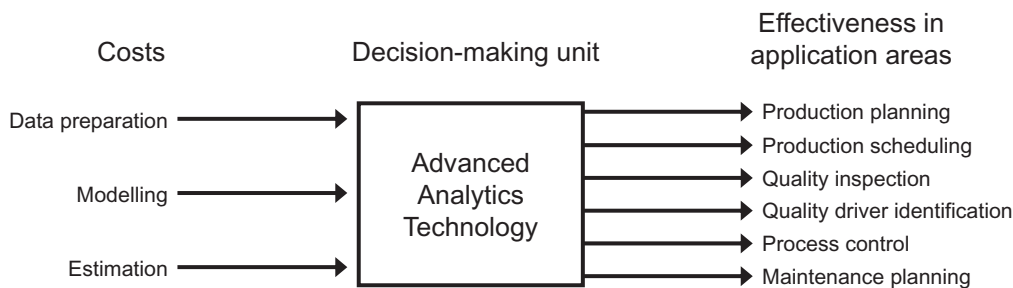 Costs
Decision-making unit
Effectiveness in
application areas
Data preparation
Modelling
Estimation
Advanced
Analytics
Technology
Production planning
Production scheduling
Quality inspection
Quality driver identification
Process control
Maintenance planning